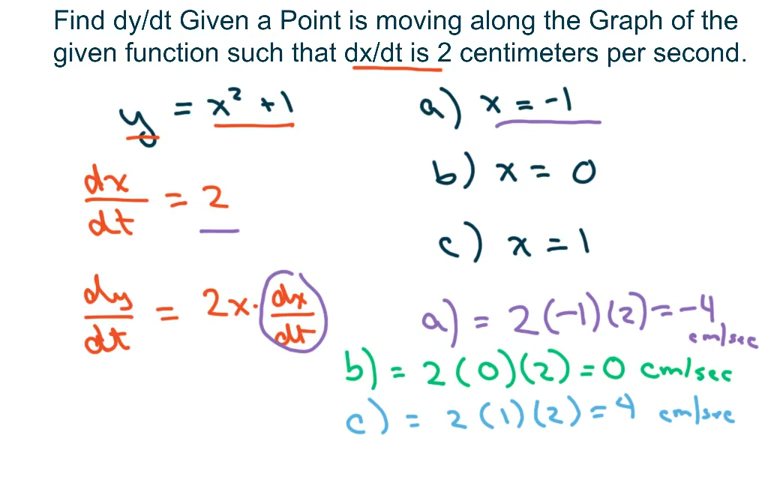 Find dy/dt Given a Point is moving along the Graph of the
given function such that dx/dt is 2 centimeters per second.
y = x² + 1
a) x = -1
b) x = 0
dx/dt = 2
c) x = 1
dy/dt = 2x · dx/dt
a) = 2(-1)(2) = -4 cm/sec
b) = 2(0)(2) = 0 cm/sec
c) = 2(1)(2) = 4 cm/sec